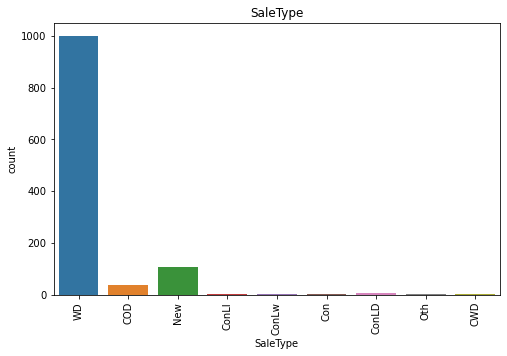 SaleType
1000
800
600
400
200
0
count
WD
COD
New
ConLI
ConLw
Con
ConLD
Oth
CWD
SaleType